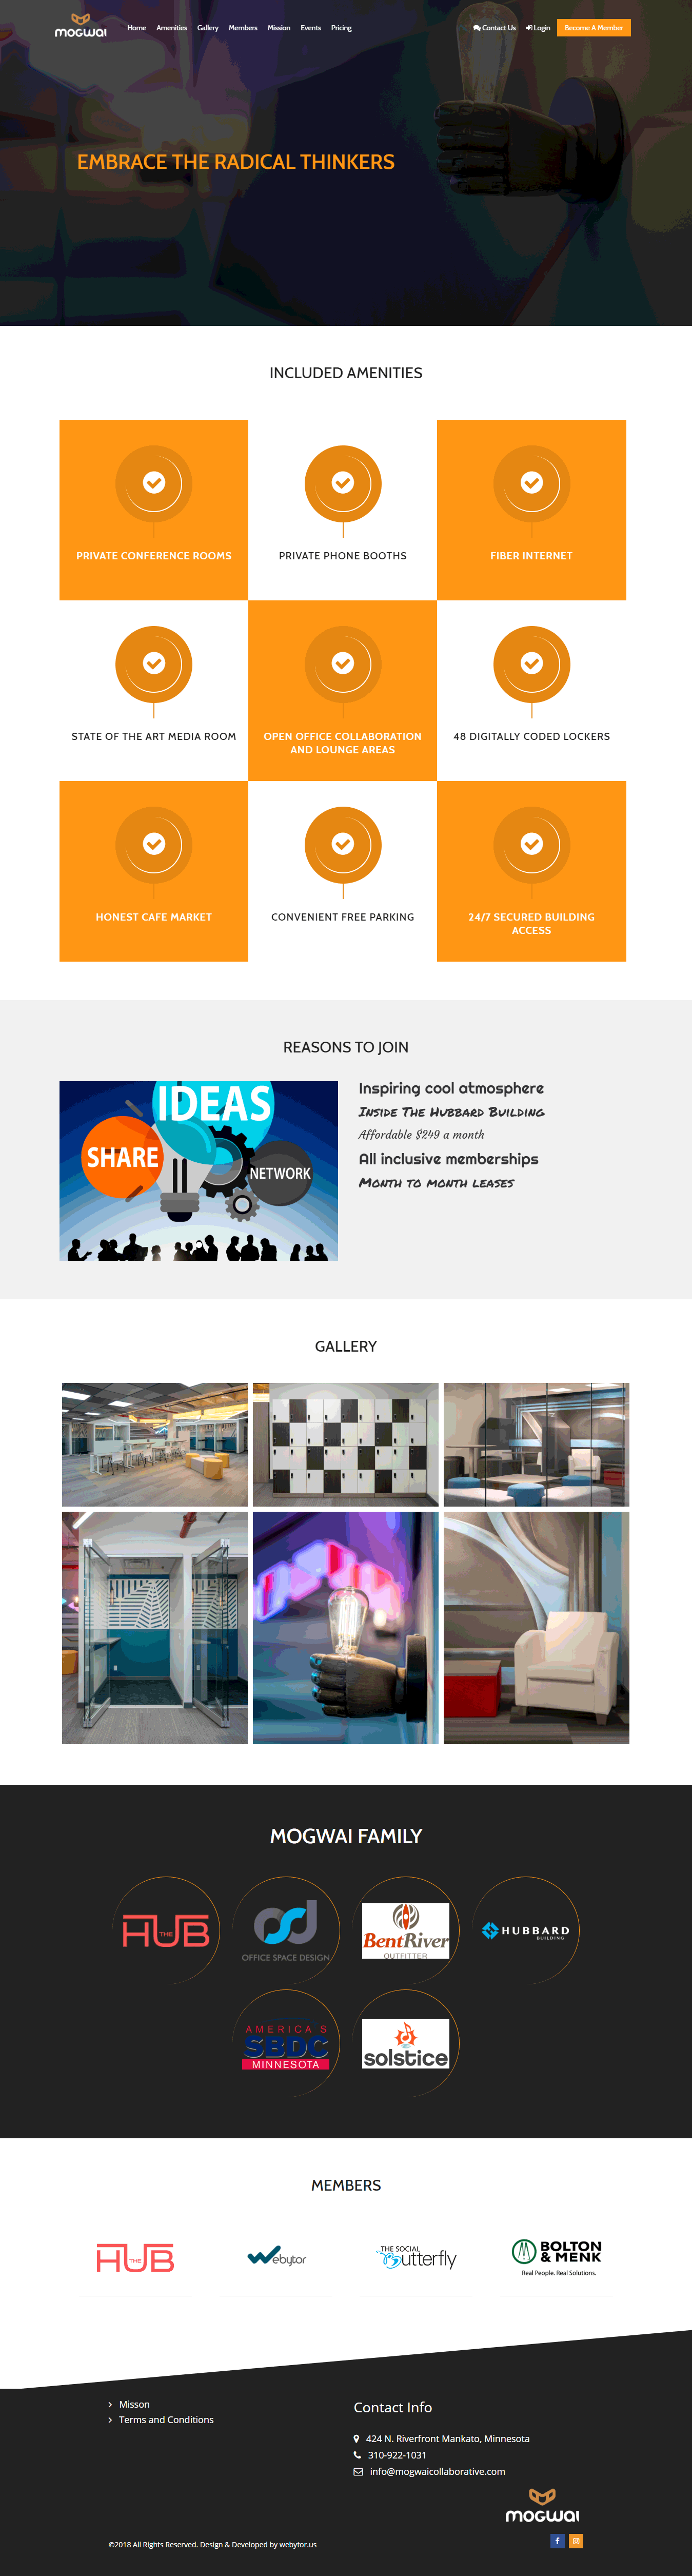 mogwai
Home Amenities Gallery Members Mission Events Pricing
Contact Us Login Become A Member
EMBRACE THE RADICAL THINKERS
INCLUDED AMENITIES
PRIVATE CONFERENCE ROOMS
PRIVATE PHONE BOOTHS
FIBER INTERNET
STATE OF THE ART MEDIA ROOM
OPEN OFFICE COLLABORATION
AND LOUNGE AREAS
48 DIGITALLY CODED LOCKERS
HONEST CAFE MARKET
CONVENIENT FREE PARKING
24/7 SECURED BUILDING
ACCESS
REASONS TO JOIN
IDEAS
SHARE
NETWORK
Inspiring cool atmosphere
Inside The Hubbard Building
Affordable $249 a month
All inclusive memberships
Month to month leases
GALLERY
MOGWAI FAMILY
THE HUB
OFFICE SPACE DESIGN
BentRiver
OUTFITTER
HUBBARD
BUILDING
AMERICA'S
SBDC
MINNESOTA
solstice
MEMBERS
THE HUB
Webytor
THE SOCIAL
Butterfly
BOLTON
& MENK
Real People. Real Solutions.
Misson
Terms and Conditions
Contact Info
424 N. Riverfront Mankato, Minnesota
310-922-1031
info@mogwaicollaborative.com
mogwai
©2018 All Rights Reserved. Design & Developed by webytor.us